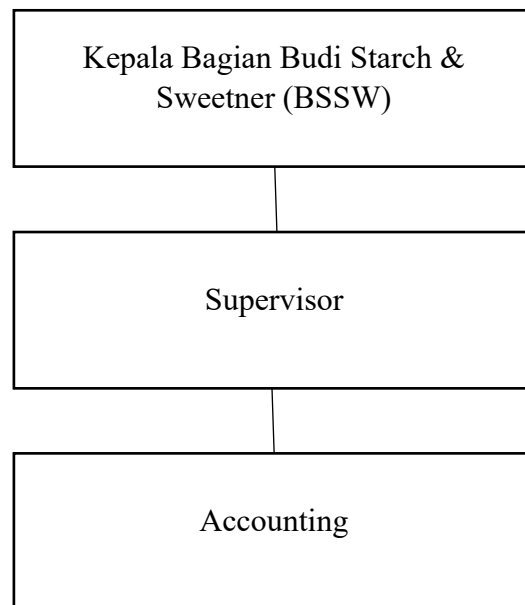 Kepala Bagian Budi Starch &
Sweetner (BSSW)
Supervisor
Accounting